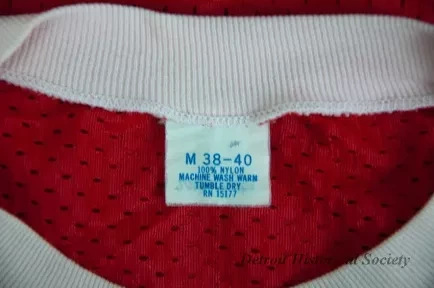 M 38-40
100% NYLON
MACHINE WASH WARM
TUMBLE DRY
RN 15177
Detroit Historical Society